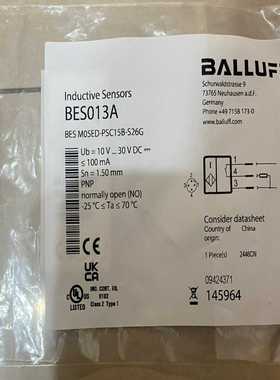 BALLUFF
Schurwaldstrasse 9
73765 Neuhausen a.d.F.
Germany
Phone +49 7158 173-0
Inductive Sensors
BES013A
BES M05ED-PSC15B-S26G
Ub = 10 V... 30 V DC
≤ 100 mA
Sn = 1.50 mm
PNP
normally open (NO)
-25 °C ≤ Ta ≤ 70 °C
1
4
3
Consider datasheet
Country of China
origin:
1 Piece(s) 2446CN
09424371
145964
CE
UK
CA
UL US LISTED
IND. CONT. EQ.
Class 2 Type 1